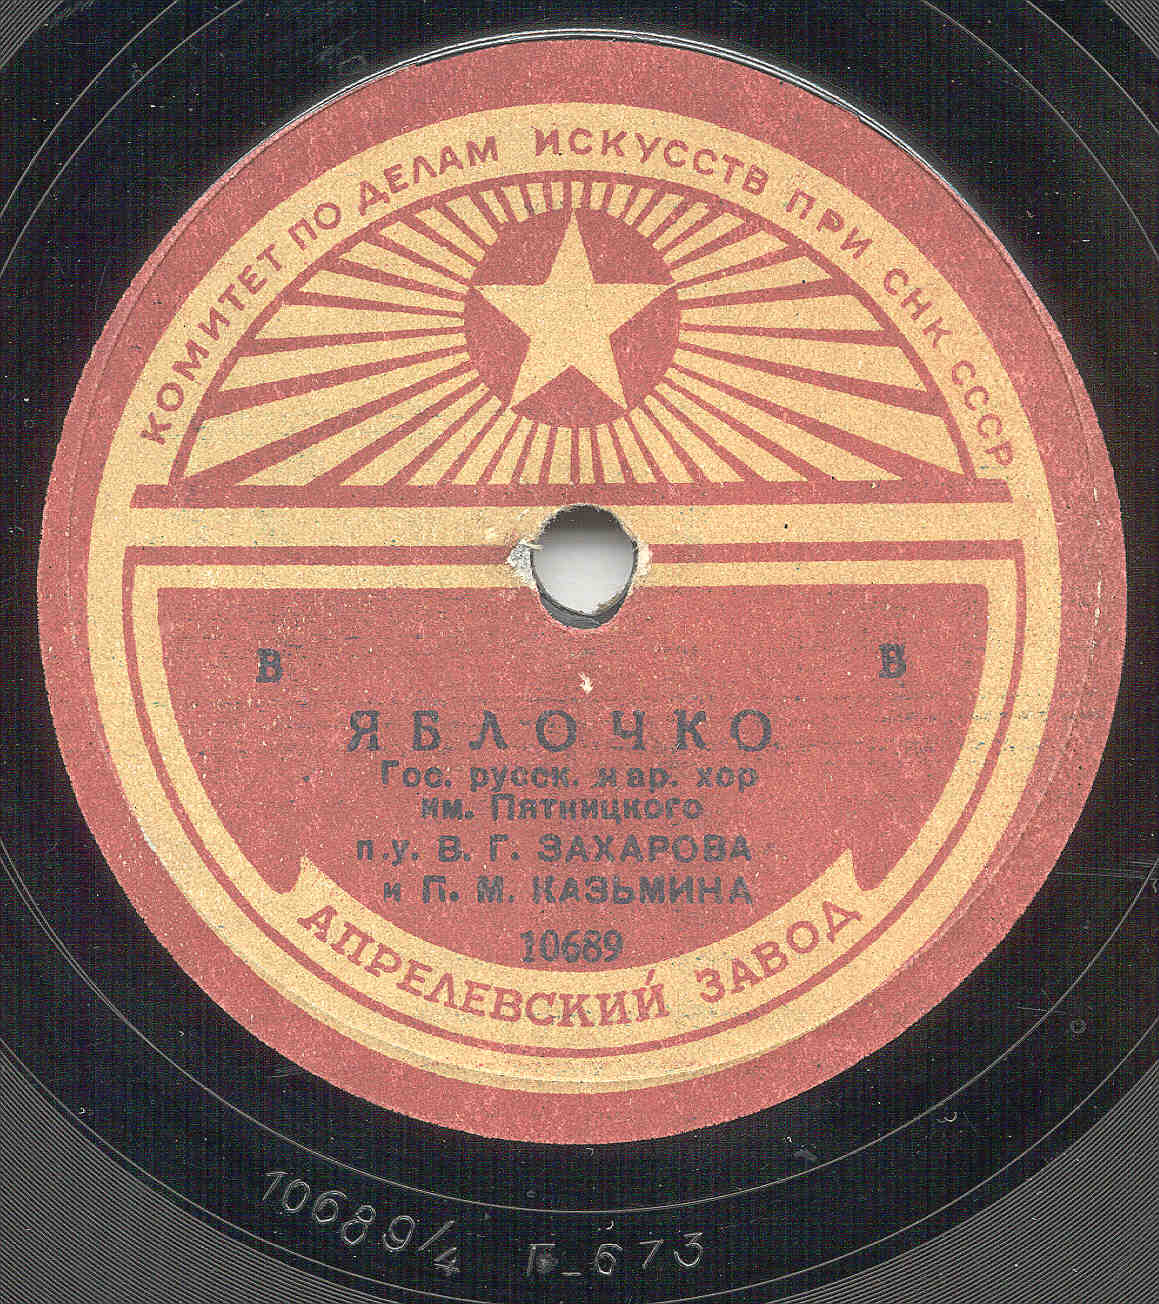 КОМИТЕТ ПО ДЕЛАМ ИСКУССТВ ПРИ СНК СССР
В В
ЯБЛОЧКО
Гос. русск. нар. хор
им. Пятницкого
п.у. В. Г. ЗАХАРОВА
и П. М. КАЗЬМИНА
10689
АПРЕЛЕВСКИЙ ЗАВОД
10689/4 Г-673